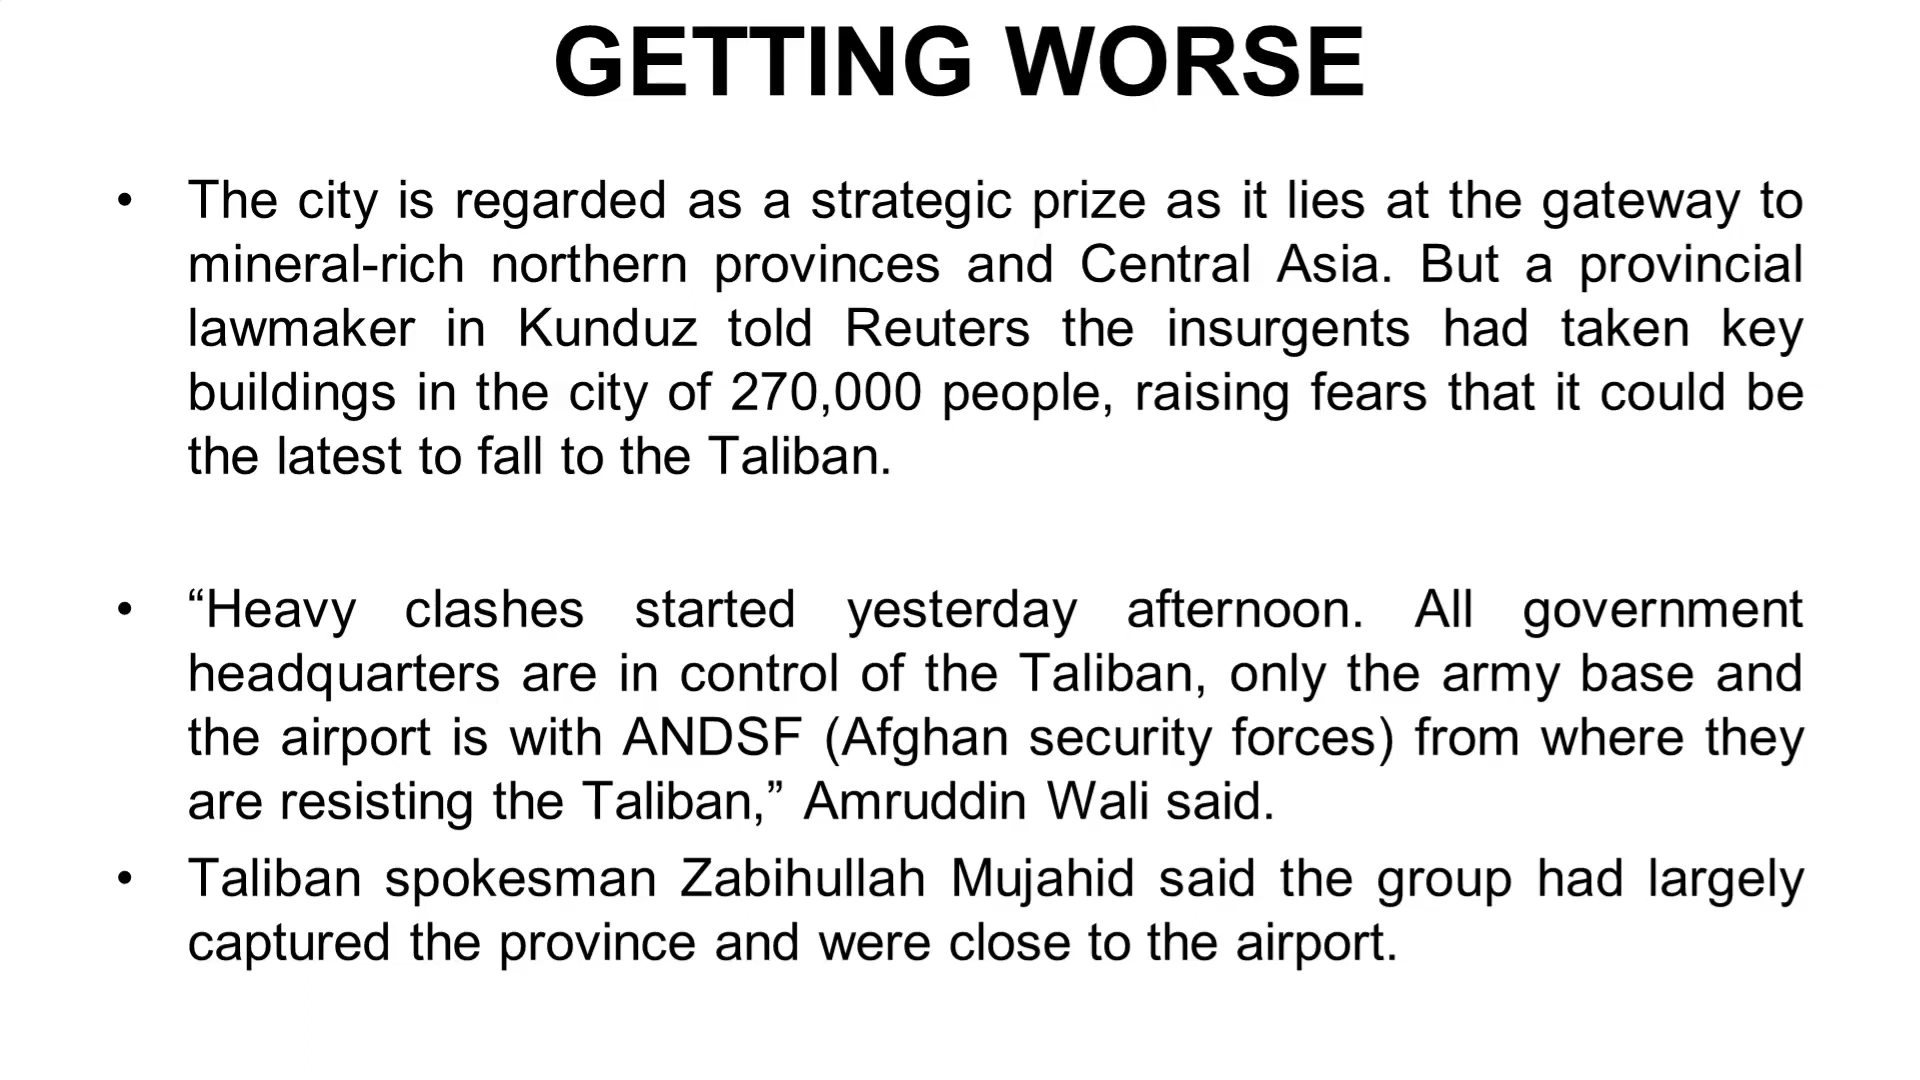 GETTING WORSE
• The city is regarded as a strategic prize as it lies at the gateway to
mineral-rich northern provinces and Central Asia. But a provincial
lawmaker in Kunduz told Reuters the insurgents had taken key
buildings in the city of 270,000 people, raising fears that it could be
the latest to fall to the Taliban.
• “Heavy clashes started yesterday afternoon. All government
headquarters are in control of the Taliban, only the army base and
the airport is with ANDSF (Afghan security forces) from where they
are resisting the Taliban,” Amruddin Wali said.
• Taliban spokesman Zabihullah Mujahid said the group had largely
captured the province and were close to the airport.